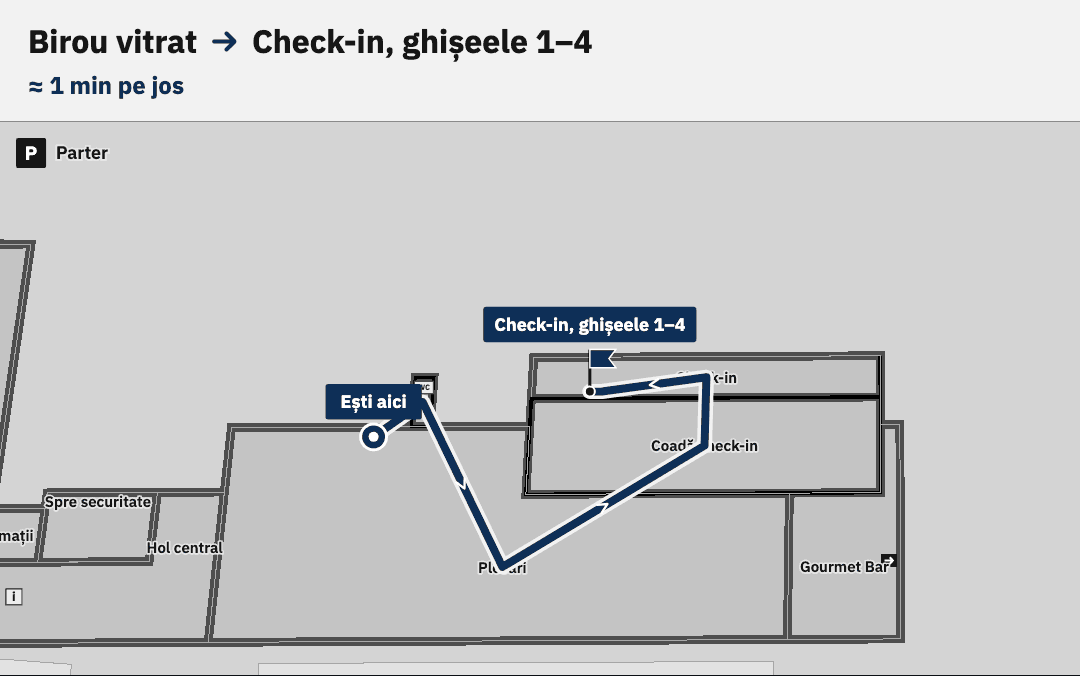 Birou vitrat → Check-in, ghișeele 1–4
≈ 1 min pe jos
P Parter
Check-in, ghișeele 1–4
Ești aici
Spre securitate
Hol central
Gourmet Bar
i